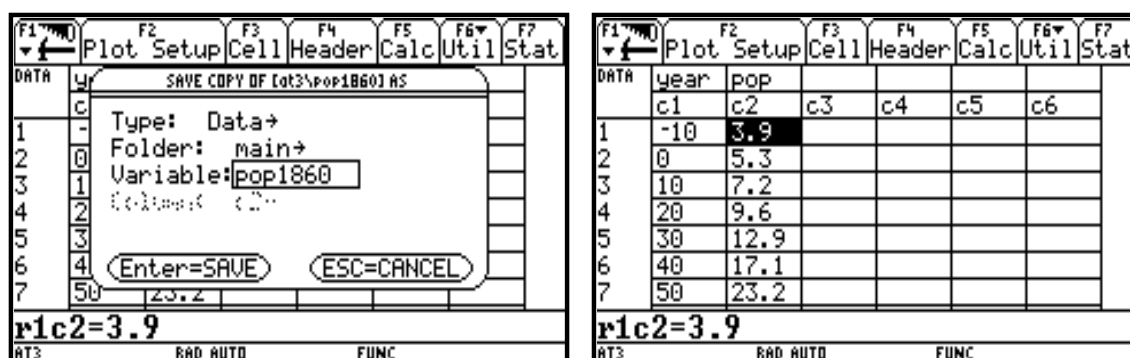 F1 F2 F3 F4 F5 F6▾ F7
Plot Setup Cell Header Calc Util Stat
DATA
SAVE COPY OF [at3\pop1860] AS
c
Type: Data→
Folder: main→
Variable: pop1860
Column: c2
Enter=SAVE ESC=CANCEL
1 -
2 0
3 1
4 2
5 3
6 4
7 50 23.2
r1c2=3.9
AT3 RAD AUTO FUNC
F1 F2 F3 F4 F5 F6▾ F7
Plot Setup Cell Header Calc Util Stat
DATA year pop
c1 c2 c3 c4 c5 c6
1 -10 3.9
2 0 5.3
3 10 7.2
4 20 9.6
5 30 12.9
6 40 17.1
7 50 23.2
r1c2=3.9
AT3 RAD AUTO FUNC